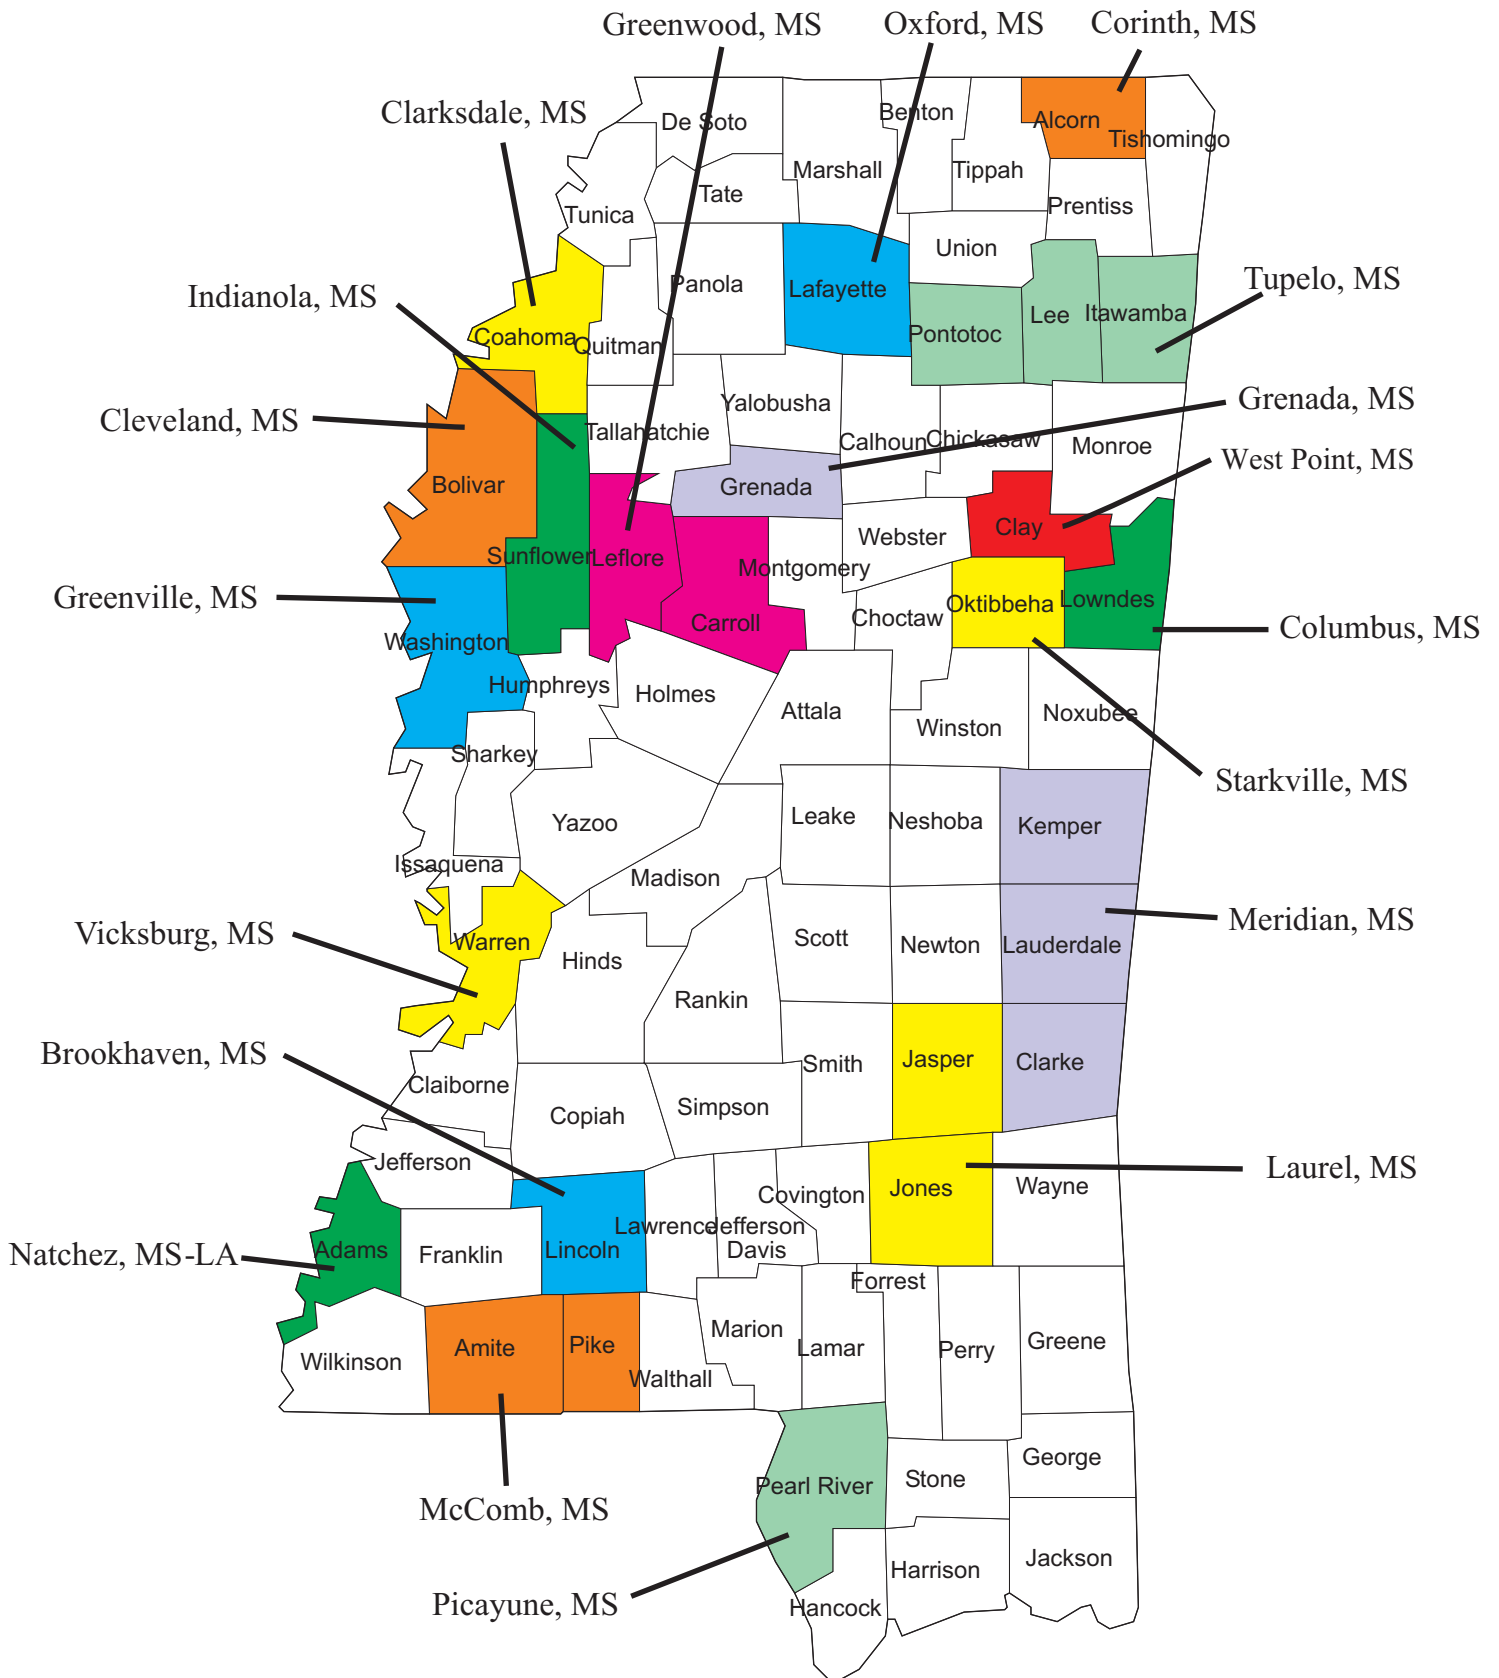 Greenwood, MS
Oxford, MS
Corinth, MS
Clarksdale, MS
De Soto
Benton
Alcorn
Tishomingo
Marshall
Tippah
Tate
Tunica
Prentiss
Union
Indianola, MS
Panola
Lafayette
Tupelo, MS
Coahoma
Quitman
Pontotoc
Lee
Itawamba
Cleveland, MS
Yalobusha
Grenada, MS
Tallahatchie
Calhoun
Chickasaw
Monroe
West Point, MS
Bolivar
Grenada
Webster
Clay
Sunflower
Leflore
Montgomery
Greenville, MS
Washington
Carroll
Choctaw
Oktibbeha
Lowndes
Columbus, MS
Humphreys
Holmes
Attala
Winston
Noxubee
Sharkey
Starkville, MS
Yazoo
Leake
Neshoba
Kemper
Issaquena
Madison
Vicksburg, MS
Warren
Hinds
Scott
Newton
Lauderdale
Meridian, MS
Rankin
Brookhaven, MS
Claiborne
Smith
Jasper
Clarke
Copiah
Simpson
Jefferson
Covington
Jones
Wayne
Laurel, MS
Natchez, MS-LA
Adams
Franklin
Lincoln
Lawrence
Jefferson
Davis
Forrest
Wilkinson
Amite
Pike
Walthall
Marion
Lamar
Perry
Greene
McComb, MS
Pearl River
Stone
George
Picayune, MS
Hancock
Harrison
Jackson